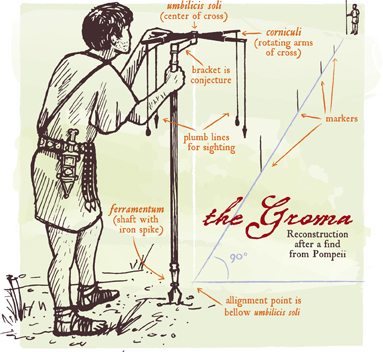 umbilicis soli
(center of cross)
corniculi
(rotating arms
of cross)
bracket is
conjecture
plumb lines
for sighting
markers
ferramentum
(shaft with
iron spike)
the Groma
Reconstruction
after a find
from Pompeii
90°
allignment point is
bellow umbilicis soli